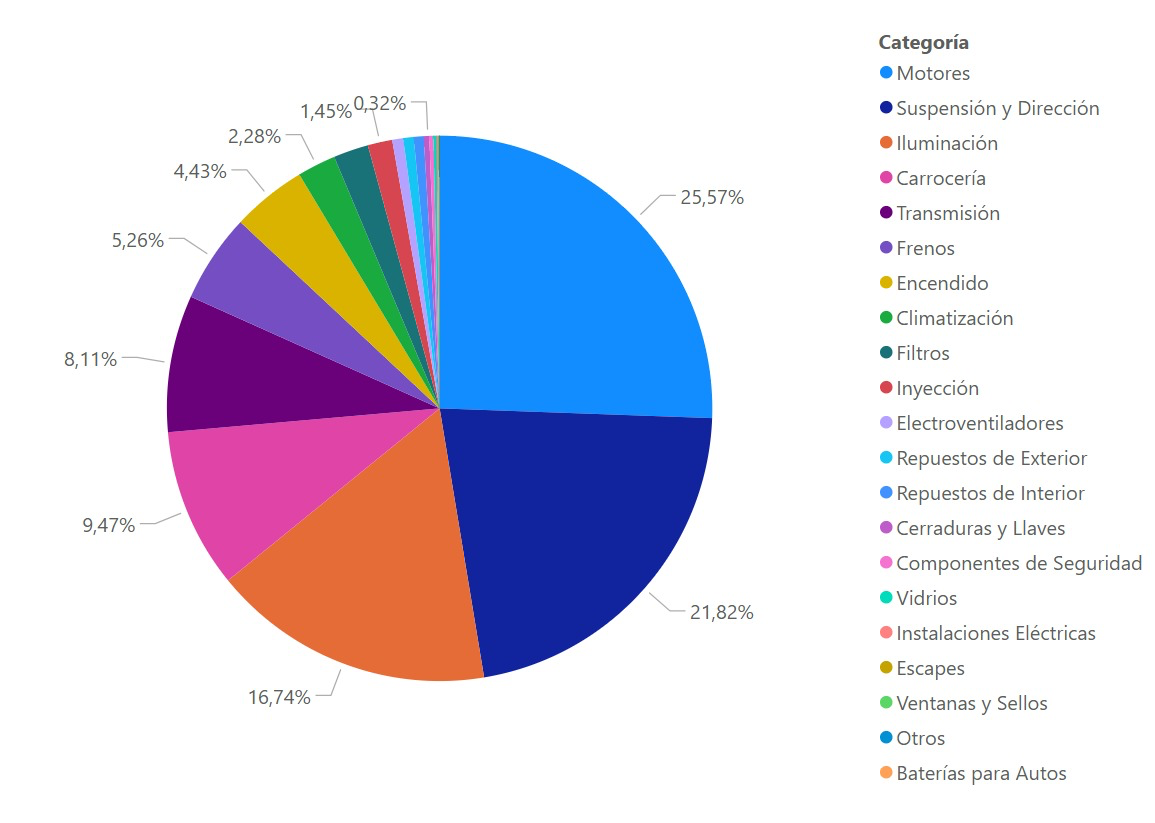 0,32%
1,45%
2,28%
4,43%
5,26%
8,11%
9,47%
16,74%
21,82%
25,57%
Categoría
Motores
Suspensión y Dirección
Iluminación
Carrocería
Transmisión
Frenos
Encendido
Climatización
Filtros
Inyección
Electroventiladores
Repuestos de Exterior
Repuestos de Interior
Cerraduras y Llaves
Componentes de Seguridad
Vidrios
Instalaciones Eléctricas
Escapes
Ventanas y Sellos
Otros
Baterías para Autos